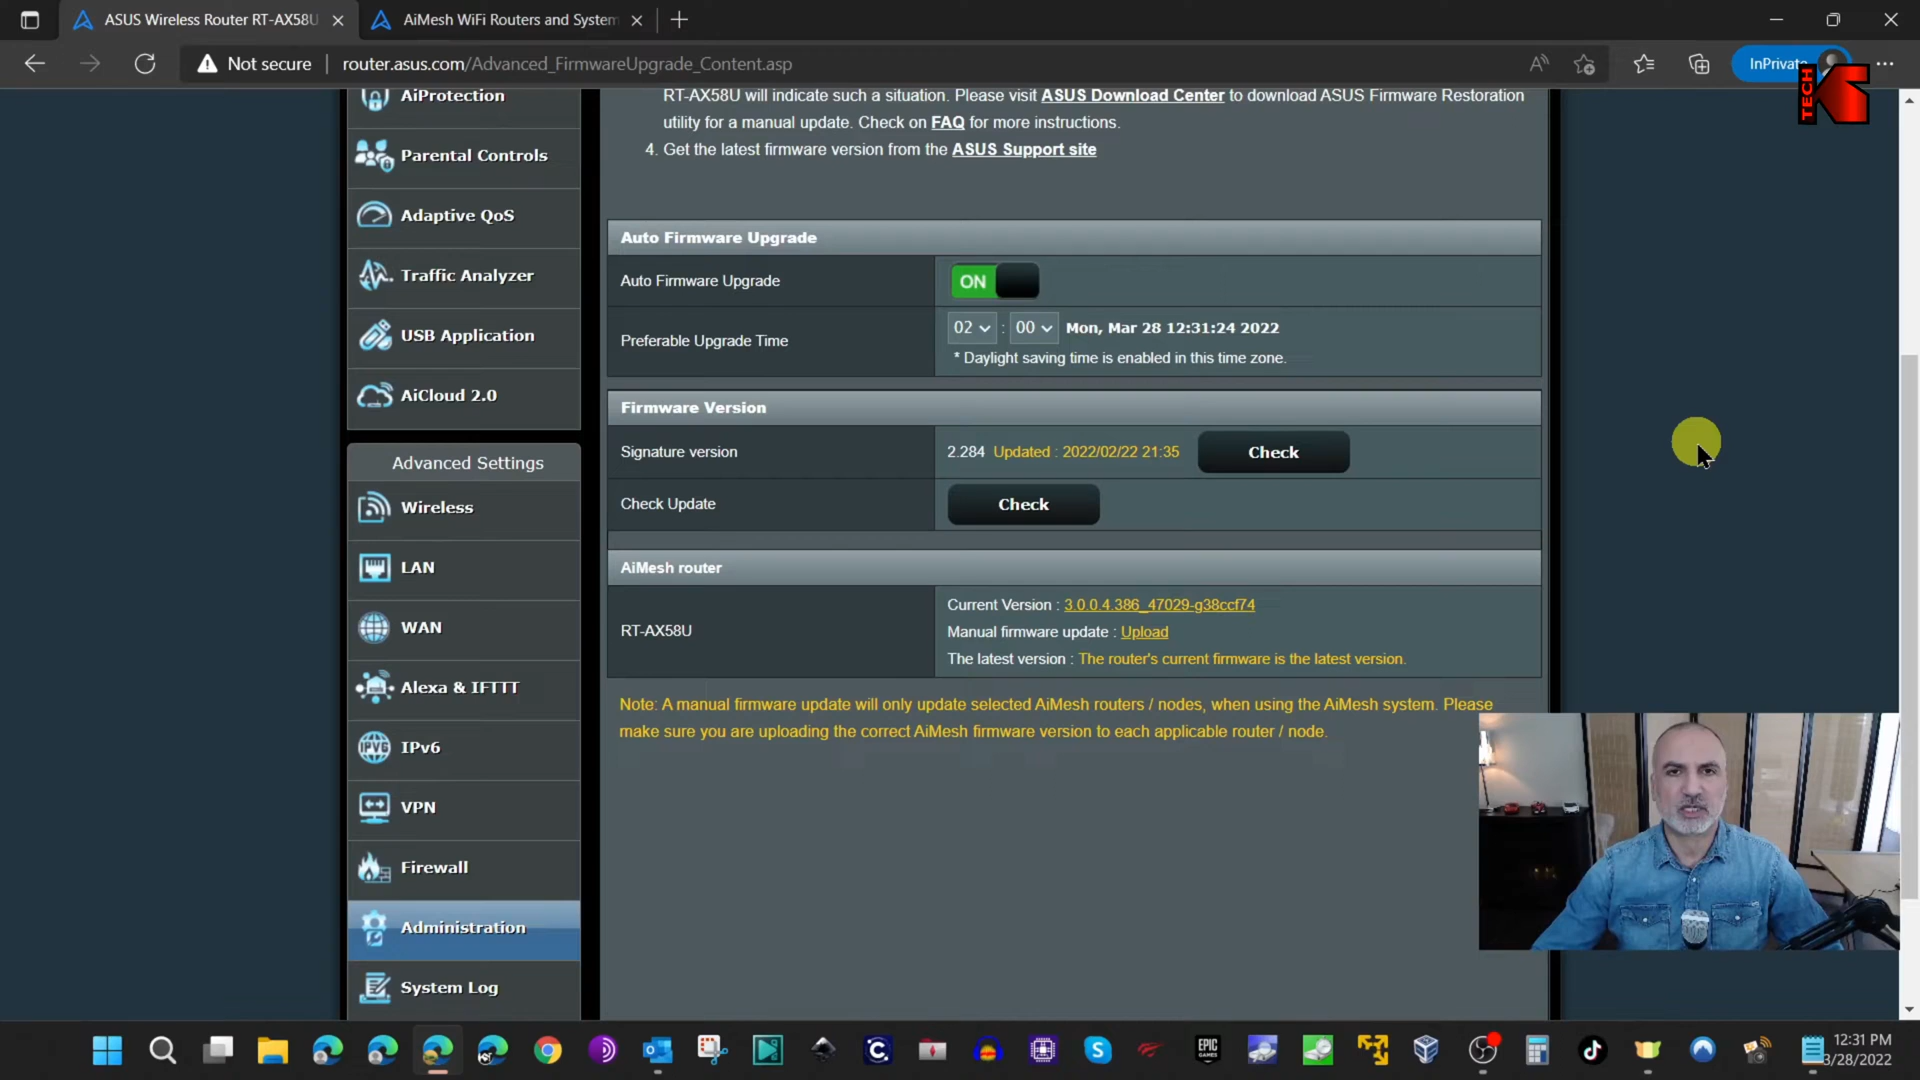 ASUS Wireless Router RT-AX58U
AiMesh WiFi Routers and System
Not secure
router.asus.com/Advanced_FirmwareUpgrade_Content.asp
InPrivate
TECH
K
AiProtection
Parental Controls
Adaptive QoS
Traffic Analyzer
USB Application
AiCloud 2.0
Advanced Settings
Wireless
LAN
WAN
Alexa & IFTTT
IPv6
VPN
Firewall
Administration
System Log
RT-AX58U will indicate such a situation. Please visit ASUS Download Center to download ASUS Firmware Restoration
utility for a manual update. Check on FAQ for more instructions.
4. Get the latest firmware version from the ASUS Support site
Auto Firmware Upgrade
Auto Firmware Upgrade
ON
Preferable Upgrade Time
02 : 00 Mon, Mar 28 12:31:24 2022
* Daylight saving time is enabled in this time zone.
Firmware Version
Signature version
2.284 Updated : 2022/02/22 21:35
Check
Check Update
Check
AiMesh router
RT-AX58U
Current Version : 3.0.0.4.386_47029-g38ccf74
Manual firmware update : Upload
The latest version : The router's current firmware is the latest version.
Note: A manual firmware update will only update selected AiMesh routers / nodes, when using the AiMesh system. Please
make sure you are uploading the correct AiMesh firmware version to each applicable router / node.
EPIC
GAMES
12:31 PM
3/28/2022